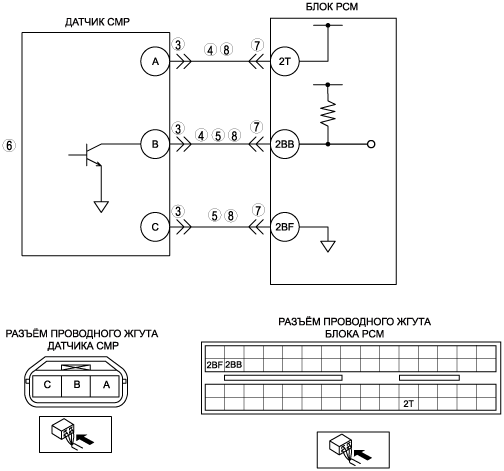 ДАТЧИК CMP
БЛОК PCM
A
3
4 8
7
2T
6
B
3
4 5 8
7
2BB
C
3
5 8
7
2BF
РАЗЪЁМ ПРОВОДНОГО ЖГУТА
ДАТЧИКА CMP
C B A
РАЗЪЁМ ПРОВОДНОГО ЖГУТА
БЛОКА PCM
2BF 2BB
2T